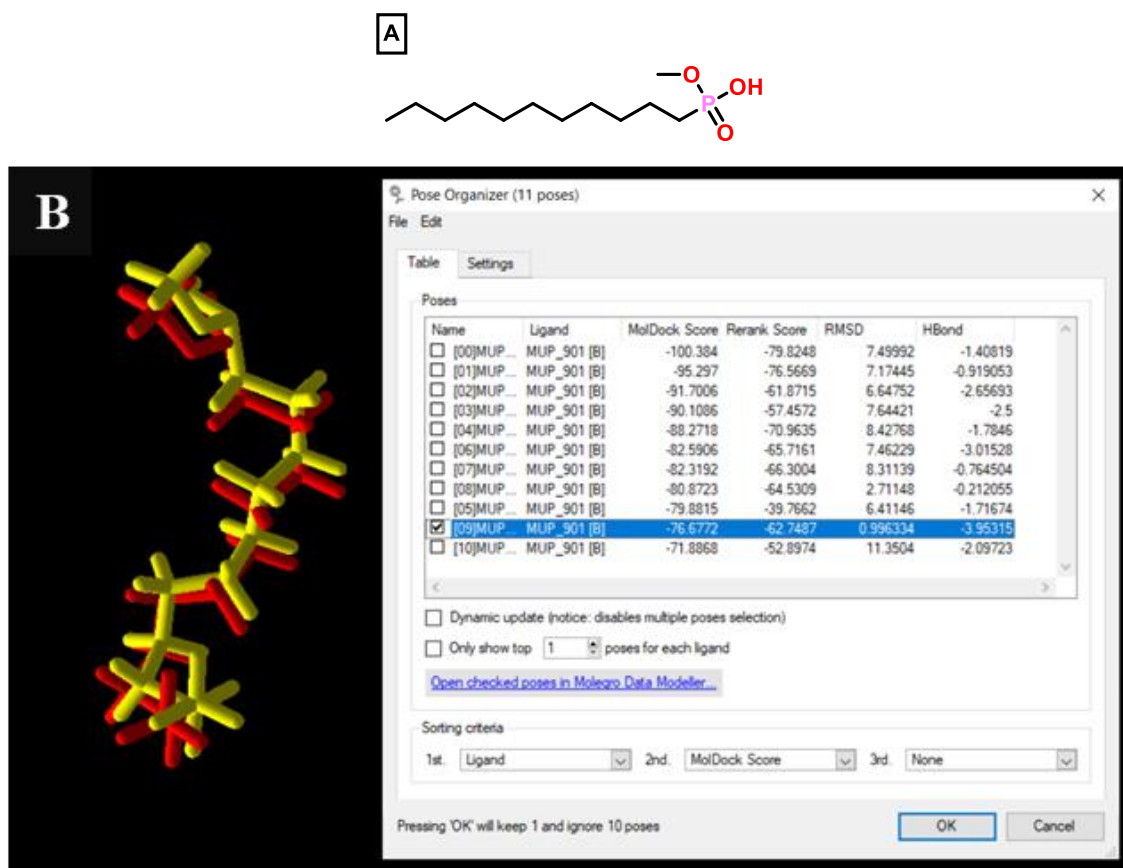 A
O
OH
P
O
B
Pose Organizer (11 poses)
File Edit
Table Settings
Poses
Name Ligand MolDock Score Rerank Score RMSD HBond
[00]MUP... MUP_901 [B] -100.384 -79.8248 7.49992 -1.40819
[01]MUP... MUP_901 [B] -95.297 -76.5669 7.17445 -0.919053
[02]MUP... MUP_901 [B] -91.7006 -61.8715 6.64752 -2.65693
[03]MUP... MUP_901 [B] -90.1086 -57.4572 7.64421 -2.5
[04]MUP... MUP_901 [B] -88.2718 -70.9635 8.42768 -1.7846
[06]MUP... MUP_901 [B] -82.5906 -65.7161 7.46229 -3.01528
[07]MUP... MUP_901 [B] -82.3192 -66.3004 8.31139 -0.764504
[08]MUP... MUP_901 [B] -80.8723 -64.5309 2.71148 -0.212055
[05]MUP... MUP_901 [B] -79.8815 -39.7662 6.41146 -1.71674
[09]MUP... MUP_901 [B] -76.6772 -62.7487 0.996334 -3.95315
[10]MUP... MUP_901 [B] -71.8868 -52.8974 11.3504 -2.09723
Dynamic update (notice: disables multiple poses selection)
Only show top 1 poses for each ligand
Open checked poses in Molegro Data Modeller...
Sorting criteria
1st. Ligand 2nd. MolDock Score 3rd. None
Pressing 'OK' will keep 1 and ignore 10 poses
OK Cancel